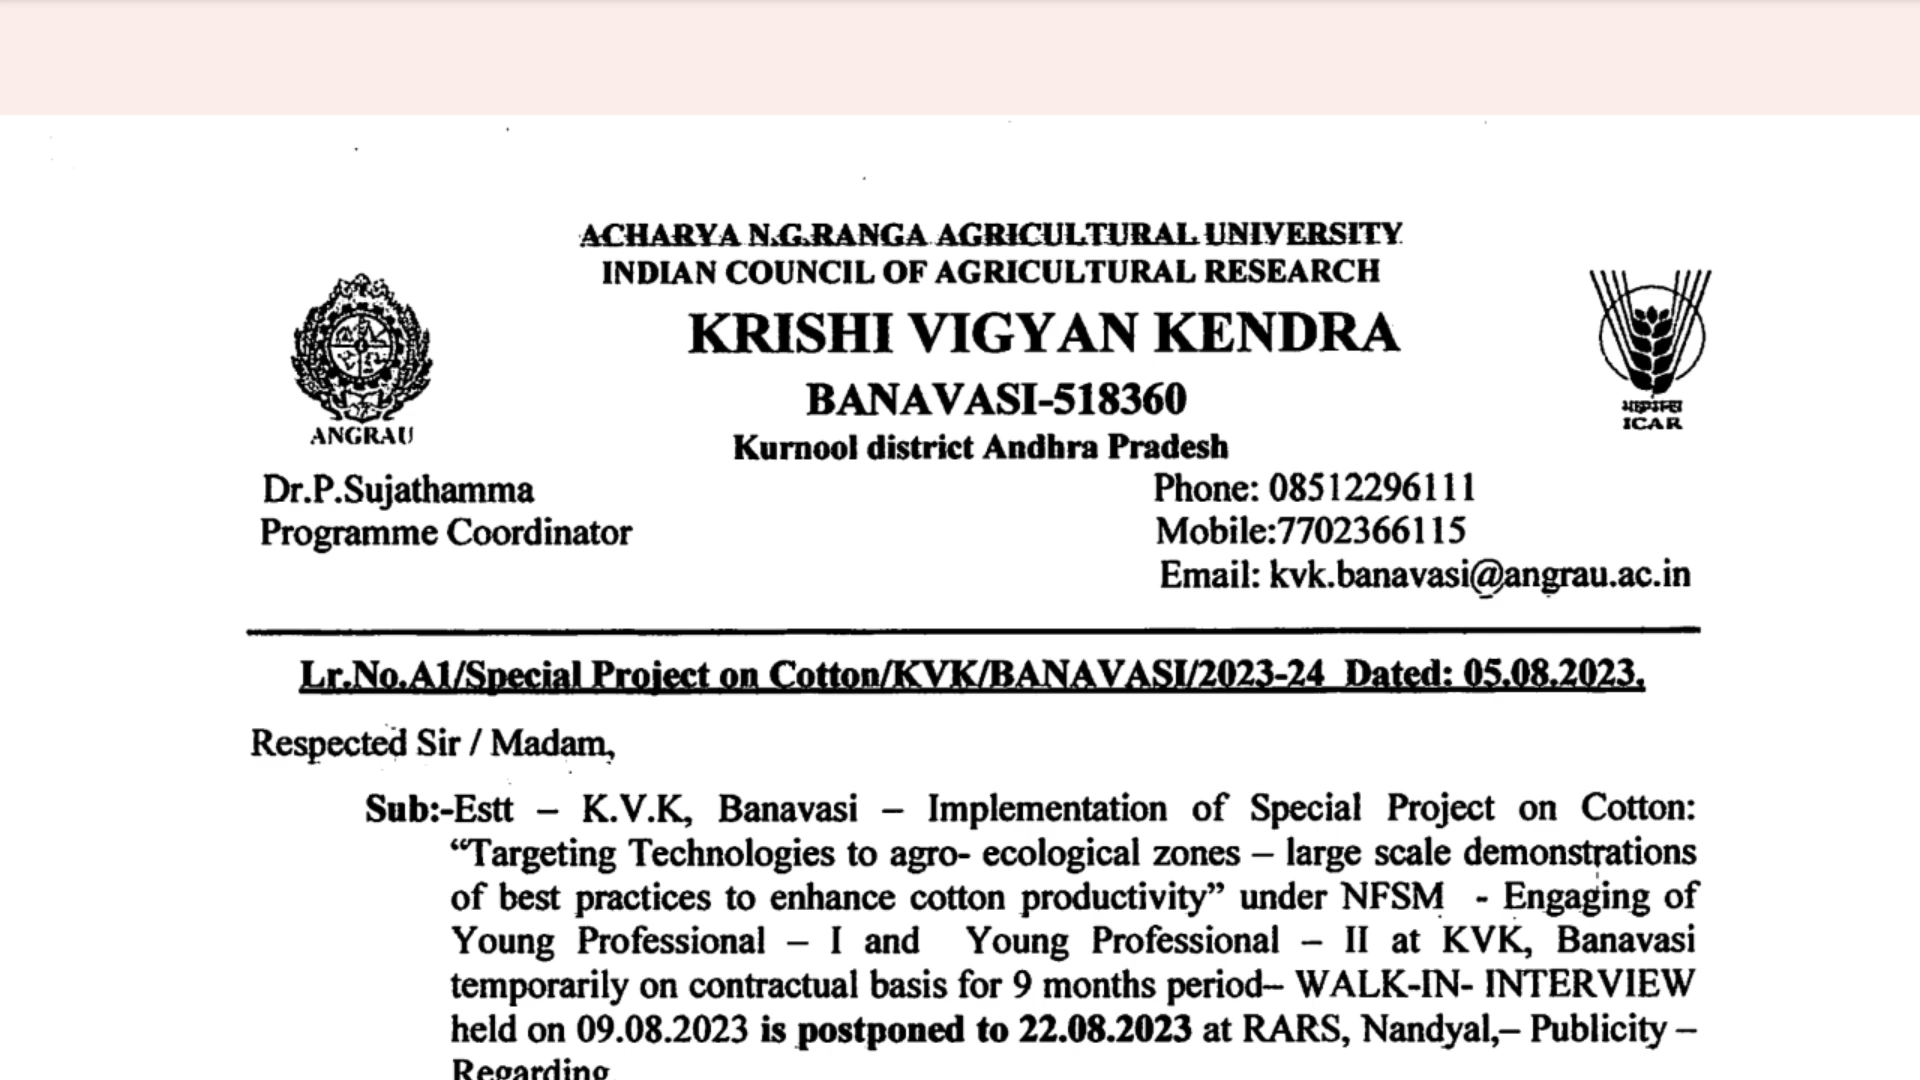 ACHARYA N.G.RANGA AGRICULTURAL UNIVERSITY
INDIAN COUNCIL OF AGRICULTURAL RESEARCH
KRISHI VIGYAN KENDRA
BANAVASI-518360
Kurnool district Andhra Pradesh
ANGRAU
भाकृअनुप
ICAR
Dr.P.Sujathamma
Programme Coordinator
Phone: 08512296111
Mobile:7702366115
Email: kvk.banavasi@angrau.ac.in
Lr.No.A1/Special Project on Cotton/KVK/BANAVASI/2023-24 Dated: 05.08.2023.
Respected Sir / Madam,
Sub:-Estt – K.V.K, Banavasi – Implementation of Special Project on Cotton:
“Targeting Technologies to agro- ecological zones – large scale demonstrations
of best practices to enhance cotton productivity” under NFSM - Engaging of
Young Professional – I and Young Professional – II at KVK, Banavasi
temporarily on contractual basis for 9 months period– WALK-IN- INTERVIEW
held on 09.08.2023 is postponed to 22.08.2023 at RARS, Nandyal,– Publicity –
Regarding